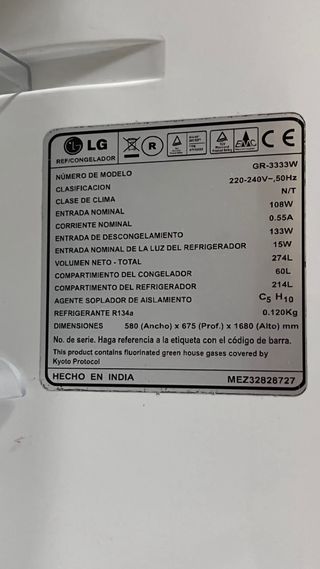 LG
REF/CONGELADOR
R
EAC
CE
NÚMERO DE MODELO GR-3333W
CLASIFICACION 220-240V~,50Hz
CLASE DE CLIMA N/T
ENTRADA NOMINAL 108W
CORRIENTE NOMINAL 0.55A
ENTRADA DE DESCONGELAMIENTO 133W
ENTRADA NOMINAL DE LA LUZ DEL REFRIGERADOR 15W
VOLUMEN NETO - TOTAL 274L
COMPARTIMIENTO DEL CONGELADOR 60L
COMPARTIMIENTO DEL REFRIGERADOR 214L
AGENTE SOPLADOR DE AISLAMIENTO C5 H10
REFRIGERANTE R134a 0.120Kg
DIMENSIONES 580 (Ancho) x 675 (Prof.) x 1680 (Alto) mm
No. de serie. Haga referencia a la etiqueta con el código de barra.
This product contains fluorinated green house gases covered by
Kyoto Protocol
HECHO EN INDIA MEZ32828727